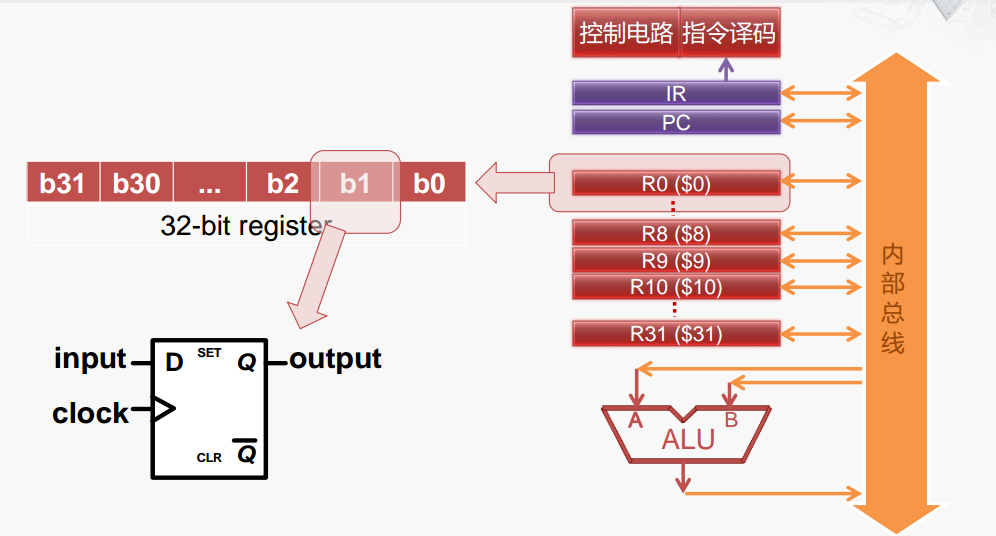 控制电路 指令译码
IR
PC
b31 b30 ... b2 b1 b0
32-bit register
R0 ($0)
R8 ($8)
R9 ($9)
R10 ($10)
R31 ($31)
内部总线
input D SET Q output
clock
CLR Q̅
A B
ALU